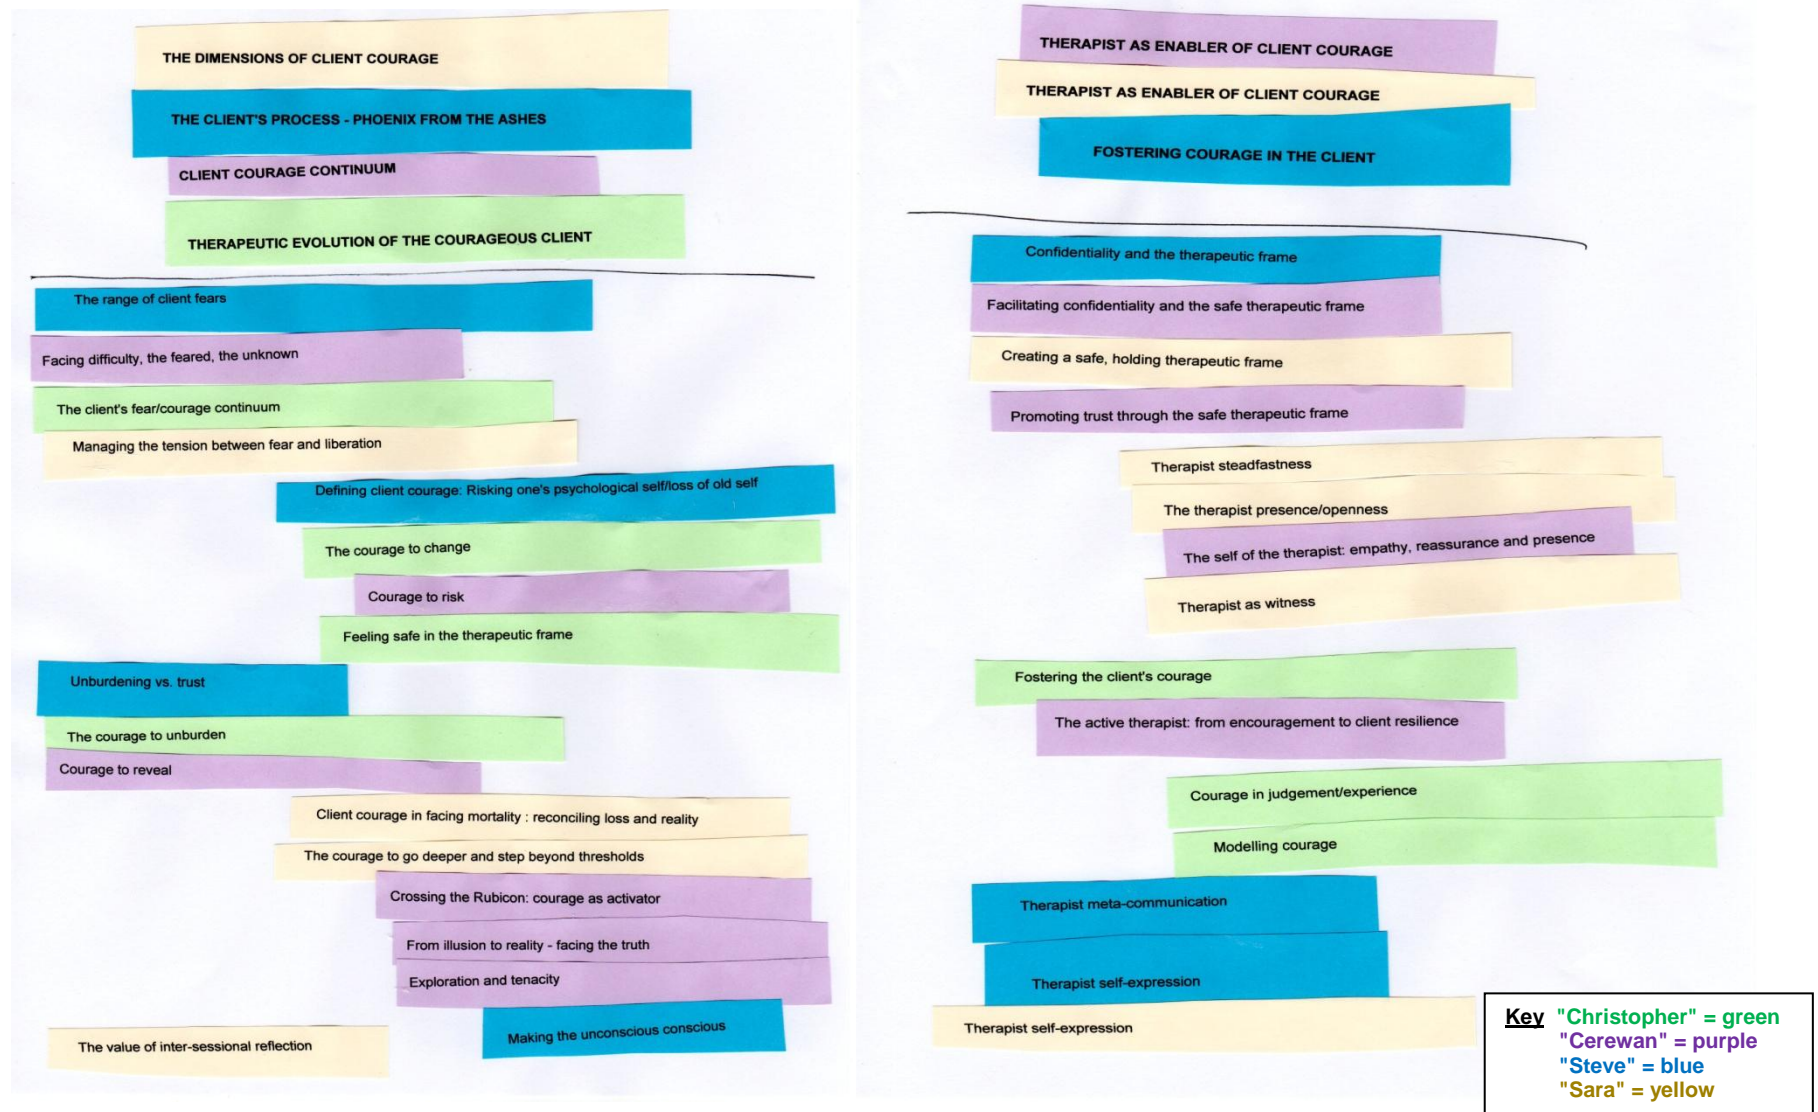 THE DIMENSIONS OF CLIENT COURAGE
THE CLIENT'S PROCESS - PHOENIX FROM THE ASHES
CLIENT COURAGE CONTINUUM
THERAPEUTIC EVOLUTION OF THE COURAGEOUS CLIENT
The range of client fears
Facing difficulty, the feared, the unknown
The client's fear/courage continuum
Managing the tension between fear and liberation
Defining client courage: Risking one's psychological self/loss of old self
The courage to change
Courage to risk
Feeling safe in the therapeutic frame
Unburdening vs. trust
The courage to unburden
Courage to reveal
Client courage in facing mortality : reconciling loss and reality
The courage to go deeper and step beyond thresholds
Crossing the Rubicon: courage as activator
From illusion to reality - facing the truth
Exploration and tenacity
Making the unconscious conscious
The value of inter-sessional reflection
THERAPIST AS ENABLER OF CLIENT COURAGE
THERAPIST AS ENABLER OF CLIENT COURAGE
FOSTERING COURAGE IN THE CLIENT
Confidentiality and the therapeutic frame
Facilitating confidentiality and the safe therapeutic frame
Creating a safe, holding therapeutic frame
Promoting trust through the safe therapeutic frame
Therapist steadfastness
The therapist presence/openness
The self of the therapist: empathy, reassurance and presence
Therapist as witness
Fostering the client's courage
The active therapist: from encouragement to client resilience
Courage in judgement/experience
Modelling courage
Therapist meta-communication
Therapist self-expression
Therapist self-expression
Key "Christopher" = green
"Cerewan" = purple
"Steve" = blue
"Sara" = yellow